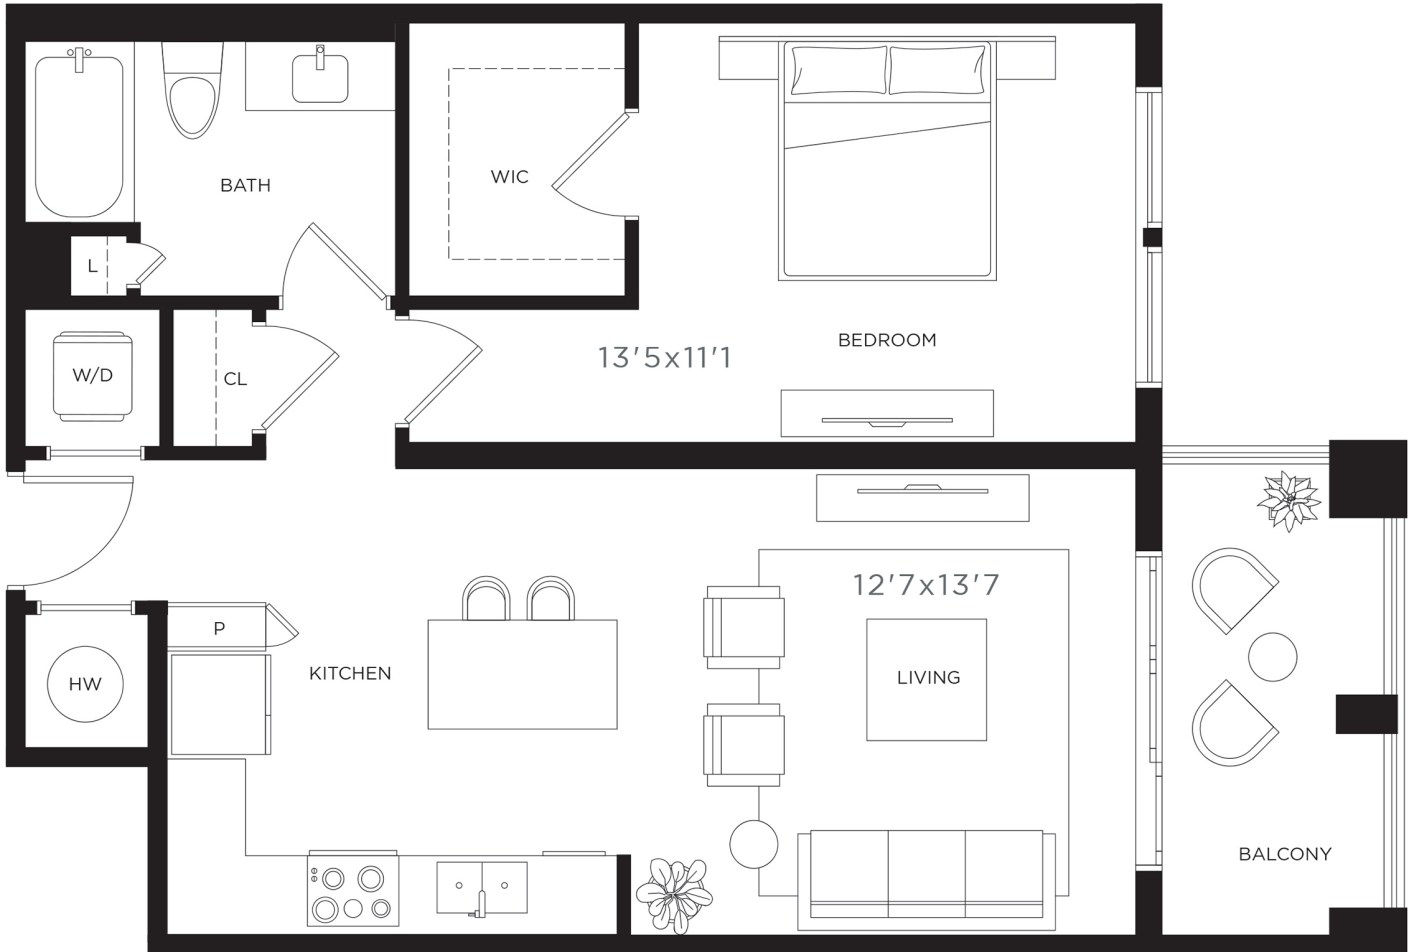 BATH
WIC
L
BEDROOM
13'5x11'1
W/D
CL
12'7x13'7
P
KITCHEN
LIVING
HW
BALCONY